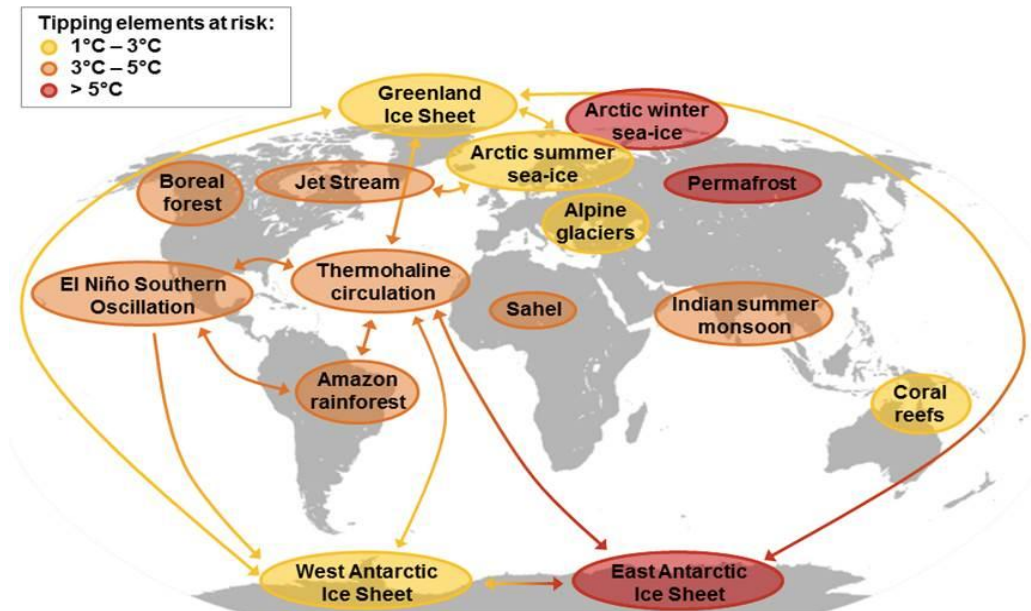 Tipping elements at risk:
1°C – 3°C
3°C – 5°C
> 5°C
Greenland
Ice Sheet
Arctic winter
sea-ice
Arctic summer
sea-ice
Boreal
forest
Jet Stream
Permafrost
Alpine
glaciers
El Niño Southern
Oscillation
Thermohaline
circulation
Sahel
Indian summer
monsoon
Amazon
rainforest
Coral
reefs
West Antarctic
Ice Sheet
East Antarctic
Ice Sheet